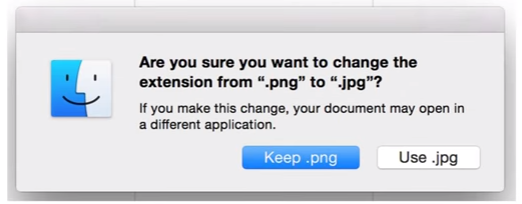 Are you sure you want to change the
extension from “.png” to “.jpg”?
If you make this change, your document may open in
a different application.
Keep .png
Use .jpg